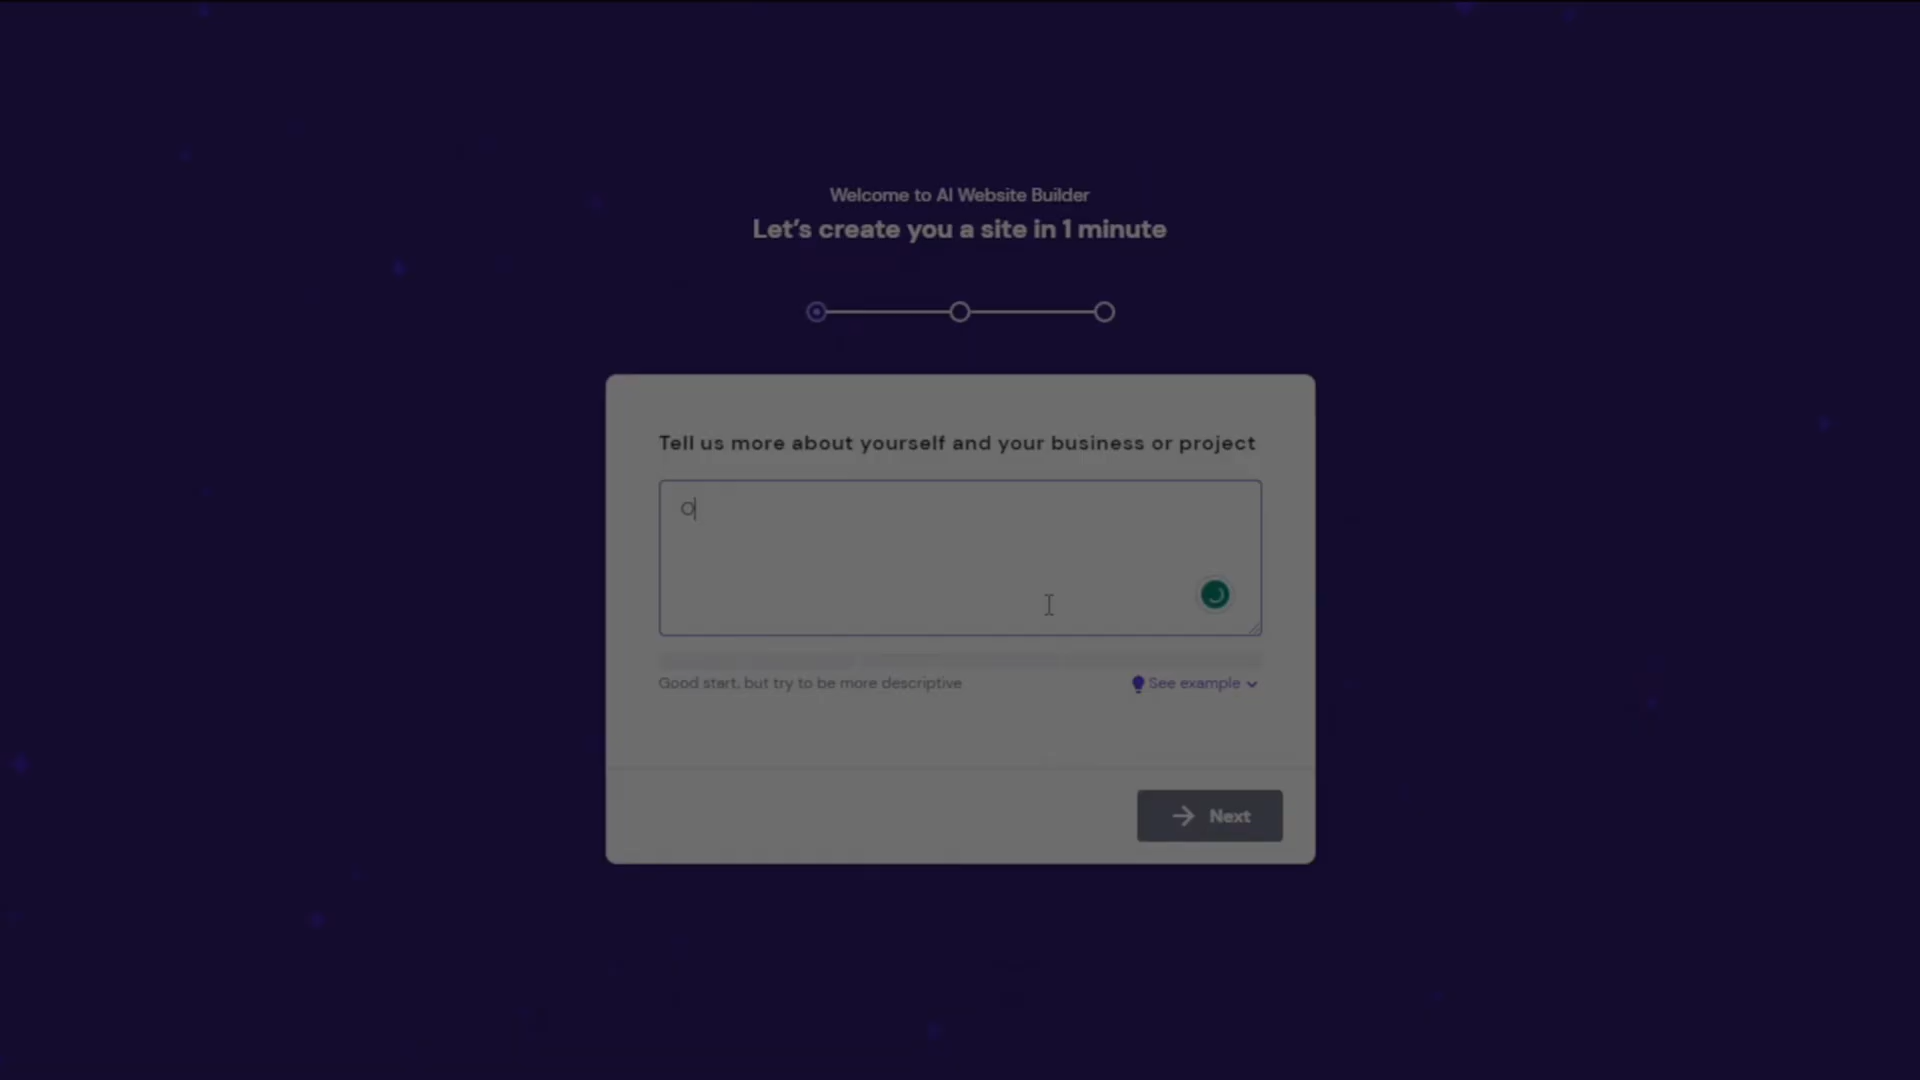 Welcome to AI Website Builder
Let's create you a site in 1 minute
Tell us more about yourself and your business or project
O
Good start, but try to be more descriptive
See example
Next